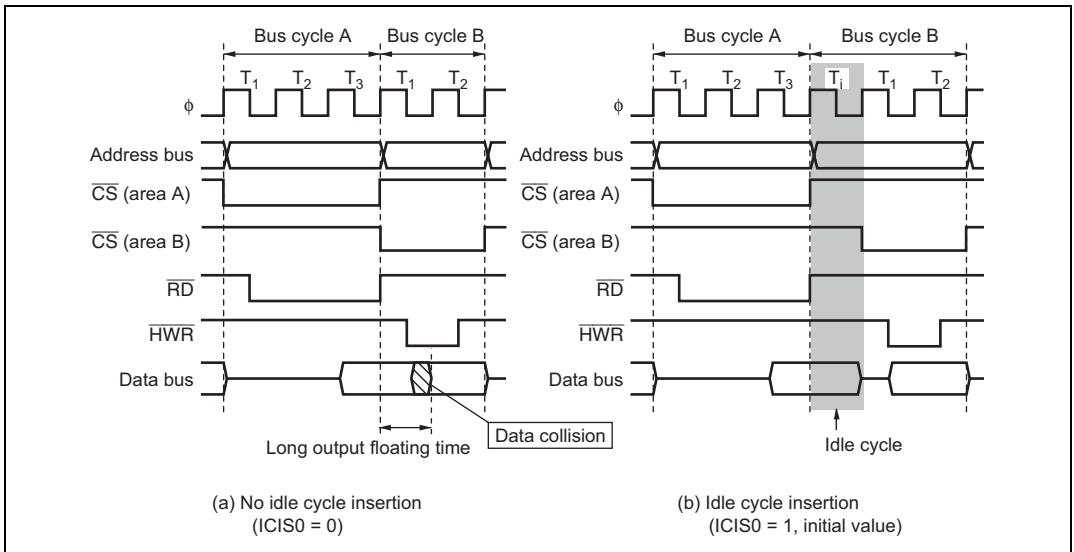 Bus cycle A Bus cycle B
T1 T2 T3 T1 T2
φ
Address bus
CS (area A)
CS (area B)
RD
HWR
Data bus
Long output floating time
Data collision
(a) No idle cycle insertion
(ICIS0 = 0)
Bus cycle A Bus cycle B
T1 T2 T3 Ti T1 T2
φ
Address bus
CS (area A)
CS (area B)
RD
HWR
Data bus
Idle cycle
(b) Idle cycle insertion
(ICIS0 = 1, initial value)